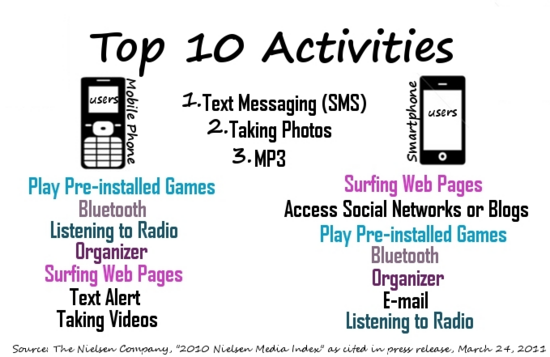 Top 10 Activities
users
Mobile Phone
1. Text Messaging (SMS)
2. Taking Photos
3. MP3
Smartphone
users
Play Pre-installed Games
Bluetooth
Listening to Radio
Organizer
Surfing Web Pages
Text Alert
Taking Videos
Surfing Web Pages
Access Social Networks or Blogs
Play Pre-installed Games
Bluetooth
Organizer
E-mail
Listening to Radio
Source: The Nielsen Company, "2010 Nielsen Media Index" as cited in press release, March 24, 2011